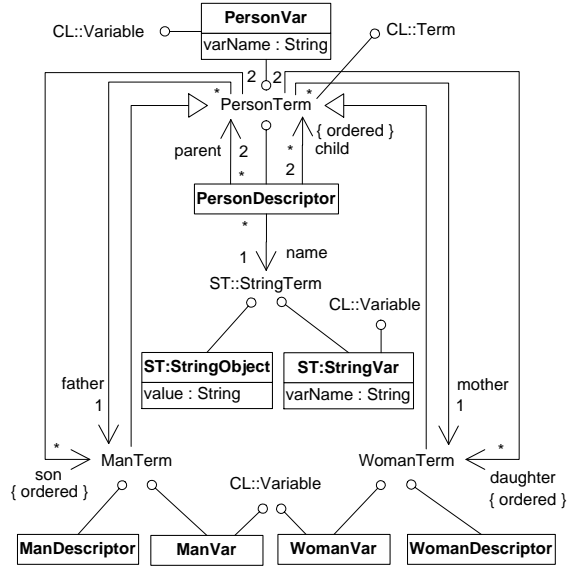 PersonVar
CL::Variable
varName : String
CL::Term
2
2
*
PersonTerm
*
{ ordered }
child
parent
2
*
*
2
PersonDescriptor
*
name
1
ST::StringTerm
CL::Variable
ST:StringObject
value : String
ST:StringVar
varName : String
father
1
mother
1
*
ManTerm
WomanTerm
*
son
{ ordered }
CL::Variable
daughter
{ ordered }
ManDescriptor
ManVar
WomanVar
WomanDescriptor